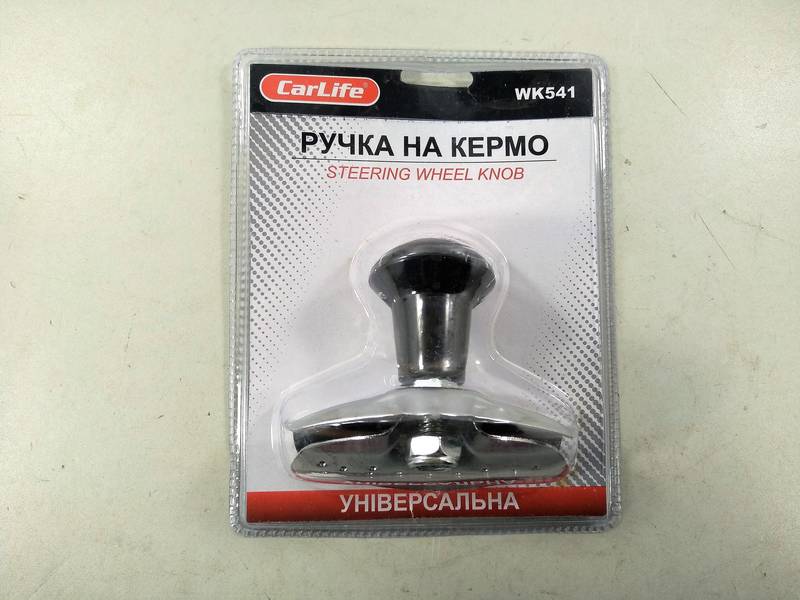 CarLife®
WK541
РУЧКА НА КЕРМО
STEERING WHEEL KNOB
УНІВЕРСАЛЬНА